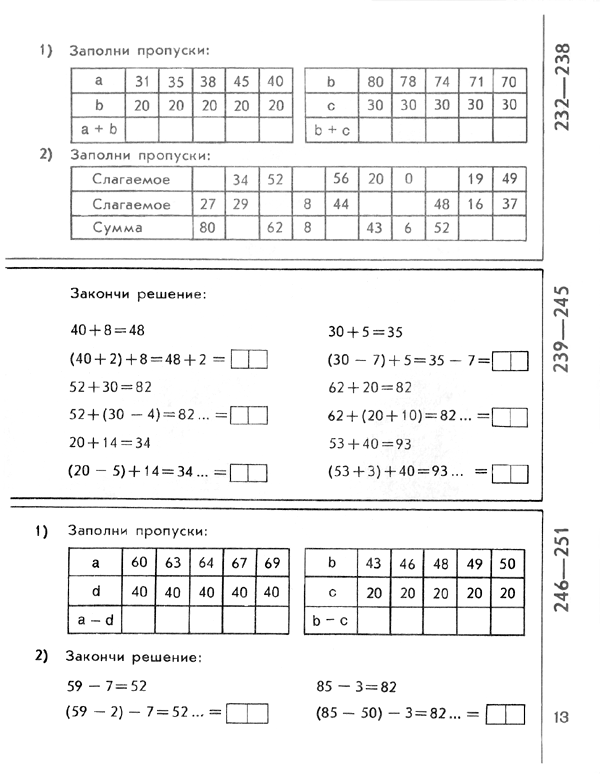 1) Заполни пропуски:
a 31 35 38 45 40
b 20 20 20 20 20
a + b
b 80 78 74 71 70
c 30 30 30 30 30
b + c
2) Заполни пропуски:
Слагаемое 34 52 56 20 0 19 49
Слагаемое 27 29 8 44 48 16 37
Сумма 80 62 8 43 6 52
232—238
Закончи решение:
40+8=48
(40+2)+8=48+2 =
52+30=82
52+(30 − 4)=82... =
20+14=34
(20 − 5)+14=34... =
30+5=35
(30 − 7)+5=35 − 7=
62+20=82
62+(20+10)=82... =
53+40=93
(53+3)+40=93... =
239—245
1) Заполни пропуски:
a 60 63 64 67 69
d 40 40 40 40 40
a − d
b 43 46 48 49 50
c 20 20 20 20 20
b − c
2) Закончи решение:
59 − 7=52
(59 − 2) − 7=52... =
85 − 3=82
(85 − 50) − 3=82... =
246—251
13